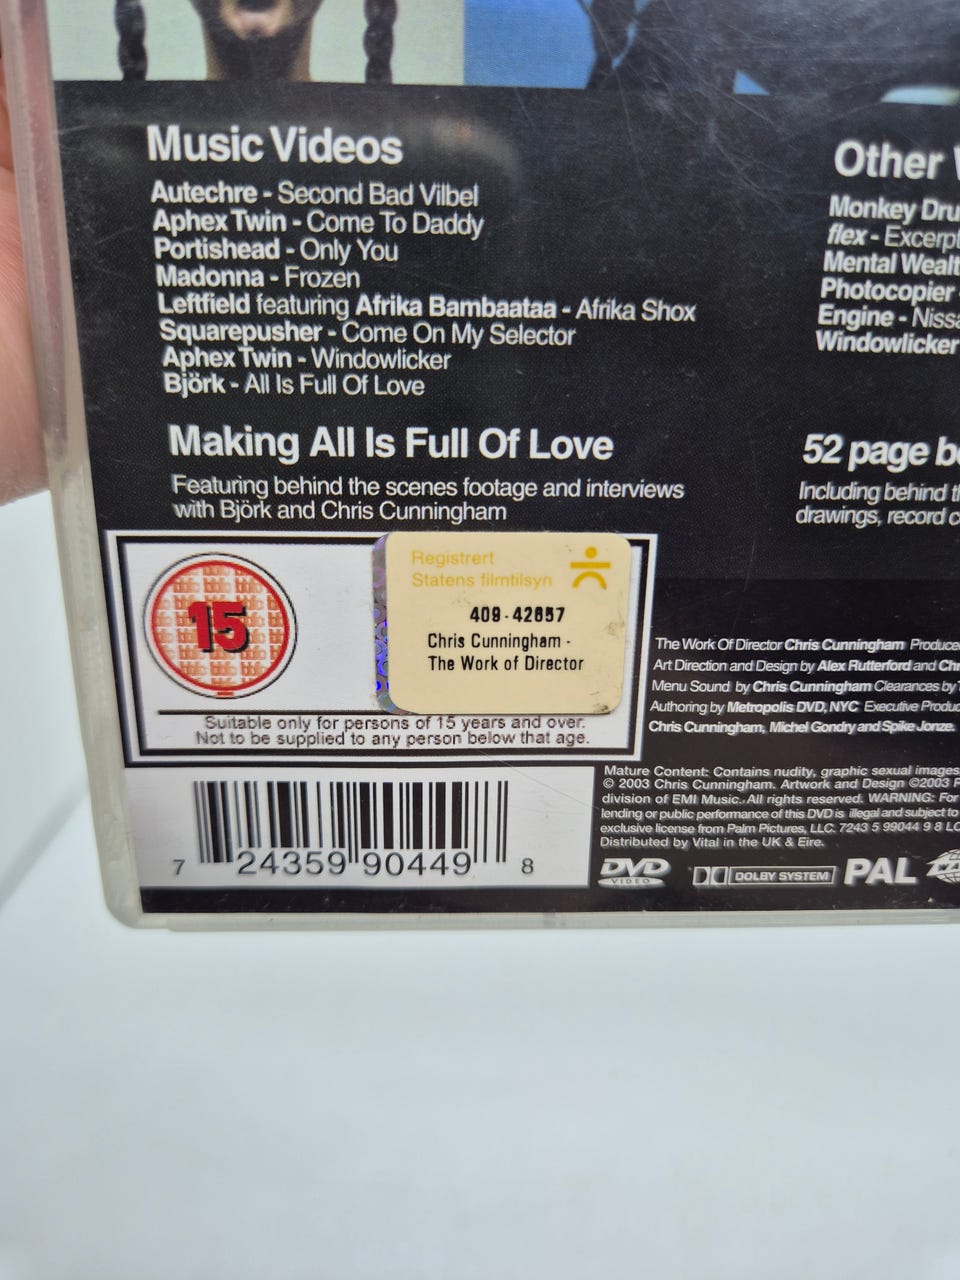 Music Videos
Autechre - Second Bad Vilbel
Aphex Twin - Come To Daddy
Portishead - Only You
Madonna - Frozen
Leftfield featuring Afrika Bambaataa - Afrika Shox
Squarepusher - Come On My Selector
Aphex Twin - Windowlicker
Björk - All Is Full Of Love
Making All Is Full Of Love
Featuring behind the scenes footage and interviews
with Björk and Chris Cunningham
Other
Monkey Dru
flex - Excerpt
Mental Wealt
Photocopier
Engine - Niss
Windowlicker
52 page b
Including behind t
drawings, record c
15
Registrert
Statens filmtilsyn
409-42657
Chris Cunningham -
The Work of Director
Suitable only for persons of 15 years and over.
Not to be supplied to any person below that age.
The Work Of Director Chris Cunningham Produce
Art Direction and Design by Alex Rutterford and Chr
Menu Sound by Chris Cunningham Clearances by
Authoring by Metropolis DVD, NYC Executive Produc
Chris Cunningham, Michel Gondry and Spike Jonze.
Mature Content: Contains nudity, graphic sexual images
© 2003 Chris Cunningham. Artwork and Design ©2003 P
division of EMI Music. All rights reserved. WARNING: For
lending or public performance of this DVD is illegal and subject to
exclusive license from Palm Pictures, LLC. 7243 5 99044 9 8 LC
Distributed by Vital in the UK & Eire.
7 24359 90449 8
DVD VIDEO DOLBY SYSTEM PAL